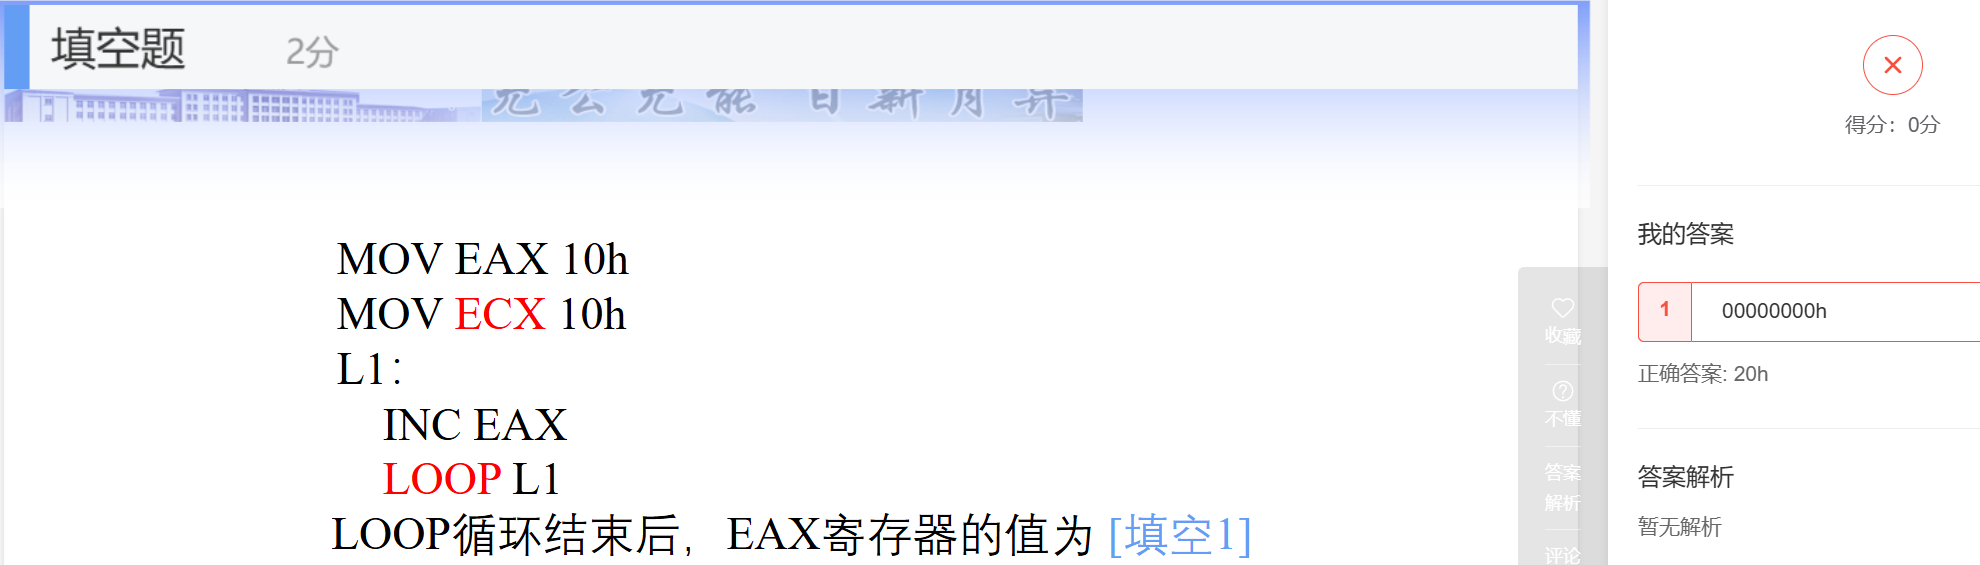 填空题 2分
MOV EAX 10h
MOV ECX 10h
L1:
INC EAX
LOOP L1
LOOP循环结束后，EAX寄存器的值为 [填空1]
收藏
不懂
答案
解析
评论
得分：0分
我的答案
1 00000000h
正确答案: 20h
答案解析
暂无解析